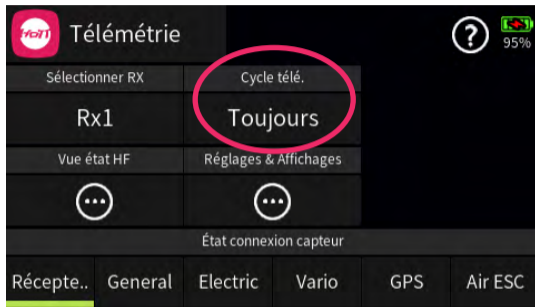 HoTT Télémétrie ? 95%
Sélectionner RX Cycle télé.
Rx1 Toujours
Vue état HF Réglages & Affichages
État connexion capteur
Récepte.. General Electric Vario GPS Air ESC